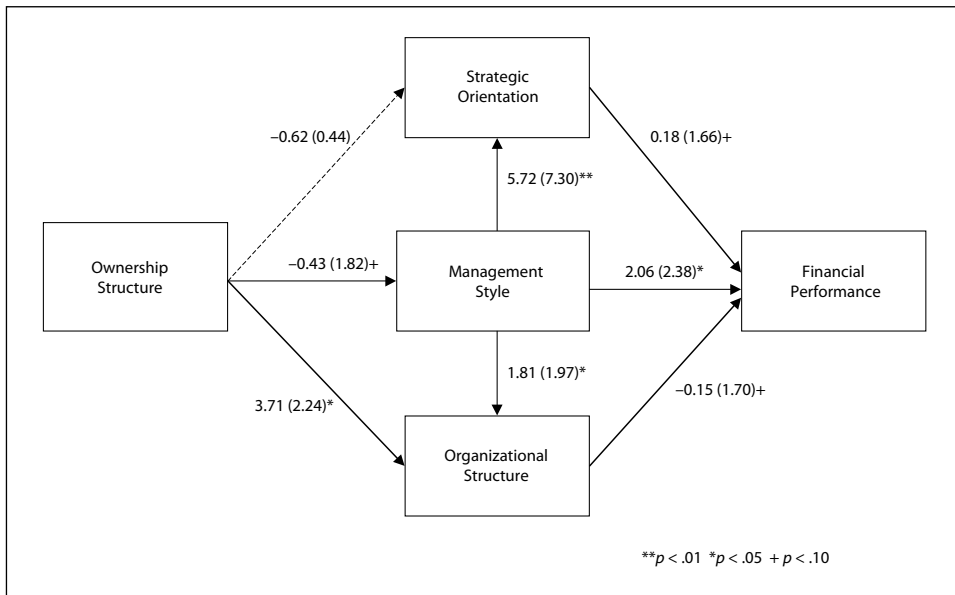 Strategic
Orientation
–0.62 (0.44)
0.18 (1.66)+
5.72 (7.30)**
Ownership
Structure
–0.43 (1.82)+
Management
Style
2.06 (2.38)*
Financial
Performance
1.81 (1.97)*
3.71 (2.24)*
–0.15 (1.70)+
Organizational
Structure
**p < .01 *p < .05 + p < .10